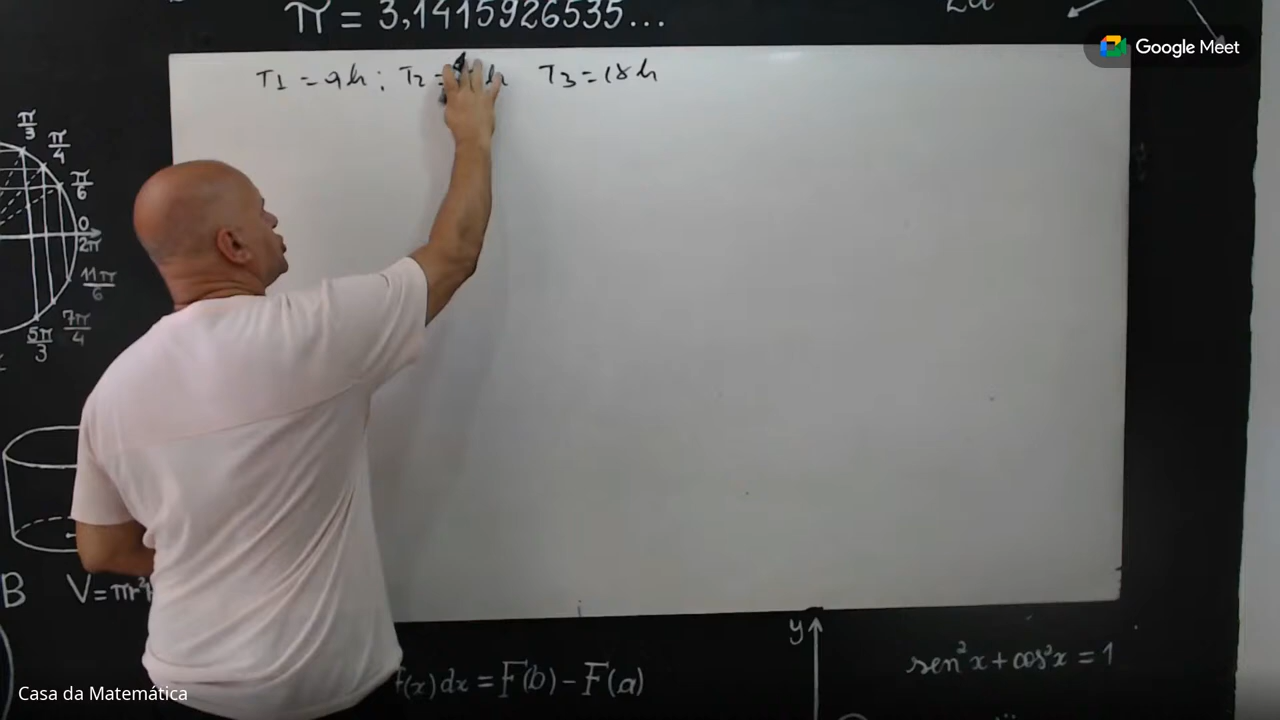 π = 3,1415926535...
Google Meet
T1 = 9h; T2 = h T3 = 18h
π/3
π/4
π/6
0
2π
11π/6
7π/4
5π/3
B V=πr²
f(x)dx = F(b) - F(a)
y
sen²x + cos²x = 1
Casa da Matemática